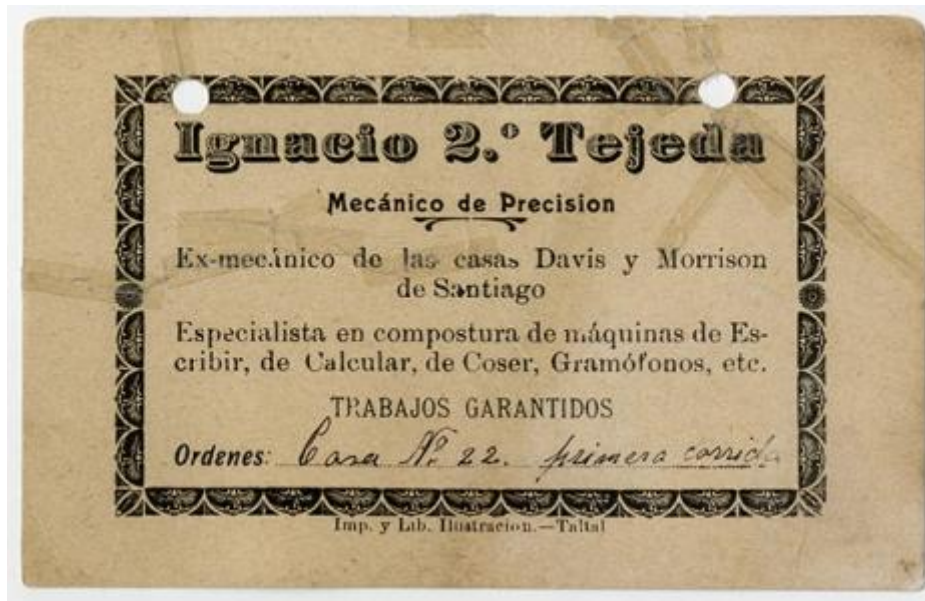 Ignacio 2.º Tejeda
Mecánico de Precision
Ex-mecánico de las casas Davis y Morrison
de Santiago
Especialista en compostura de máquinas de Es-
cribir, de Calcular, de Coser, Gramófonos, etc.
TRABAJOS GARANTIDOS
Ordenes: Casa Nº 22. primera corrida
Imp. y Lib. Ilustracion.—Taltal